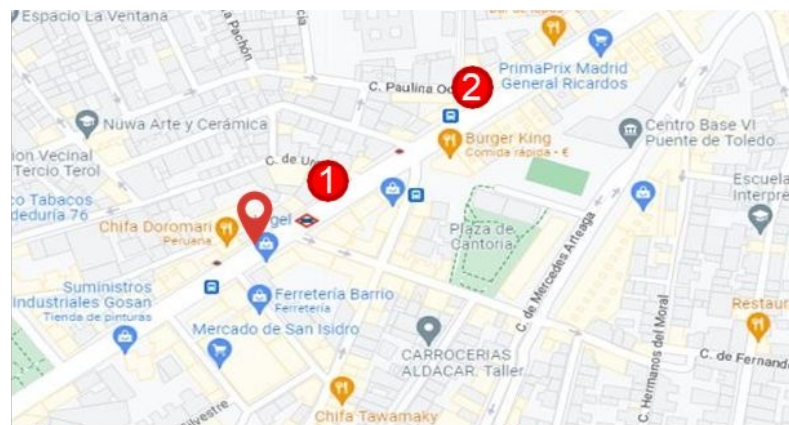 Espacio La Ventana
Pachón
PrimaPrix Madrid
General Ricardos
C. Paulina
2
Nuwa Arte y Cerámica
Burger King
Comida rápida • €
Centro Base VI
Puente de Toledo
ion Vecinal
Tercio Terol
C. de
1
Escuela
Interpre
co Tabacos
deduría 76
Chifa Doromari
Peruana
gel
Plaza de
Cantoria
C. de Mercedes Arteaga
Suministros
Industriales Gosan
Tienda de pinturas
Ferretería Barrio
Ferretería
Mercado de San Isidro
C. Hermanos del Moral
Restaur
CARROCERIAS
ALDACAR. Taller
C. de Fernand
Silvestre
Chifa Tawamaky